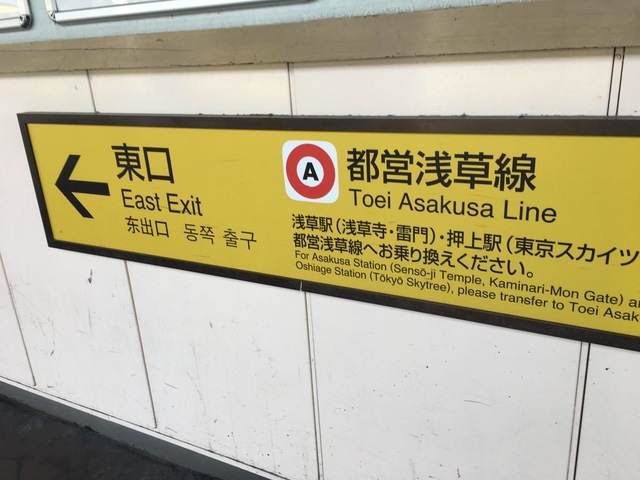 東口
East Exit
东出口 동쪽 출구
A
都営浅草線
Toei Asakusa Line
浅草駅(浅草寺・雷門)・押上駅(東京スカイツ
都営浅草線へお乗り換えください。
For Asakusa Station (Sensō-ji Temple, Kaminari-Mon Gate) a
Oshiage Station (Tōkyō Skytree), please transfer to Toei Asak